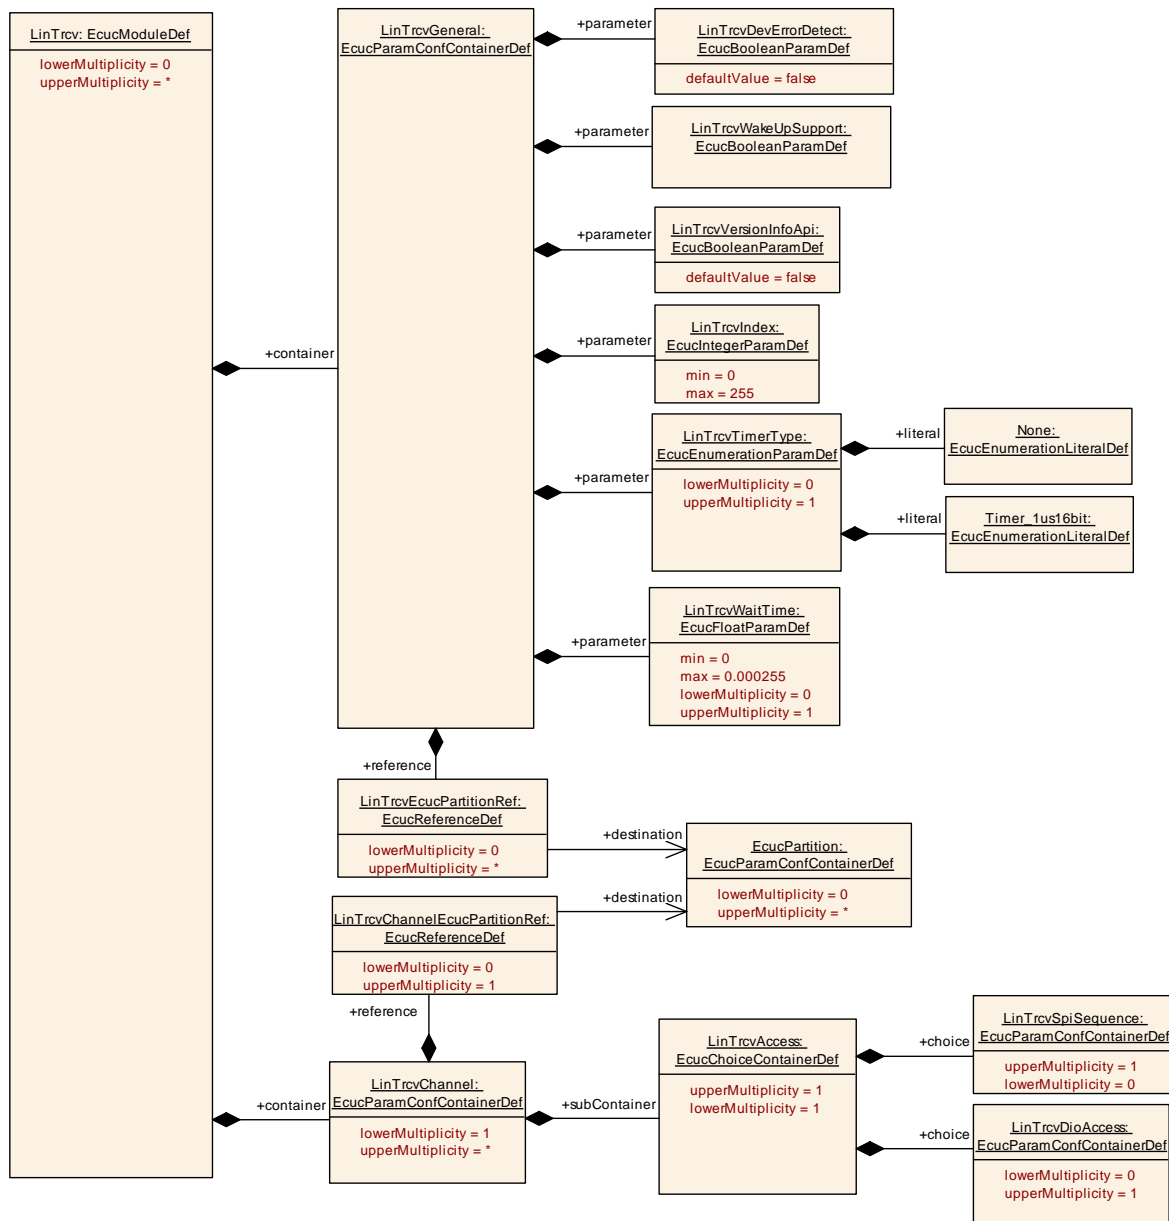 LinTrcv: EcucModuleDef
lowerMultiplicity = 0
upperMultiplicity = *
LinTrcvGeneral:
EcucParamConfContainerDef
+container
+parameter
LinTrcvDevErrorDetect:
EcucBooleanParamDef
defaultValue = false
+parameter
LinTrcvWakeUpSupport:
EcucBooleanParamDef
+parameter
LinTrcvVersionInfoApi:
EcucBooleanParamDef
defaultValue = false
+parameter
LinTrcvIndex:
EcucIntegerParamDef
min = 0
max = 255
+parameter
LinTrcvTimerType:
EcucEnumerationParamDef
lowerMultiplicity = 0
upperMultiplicity = 1
+literal
None:
EcucEnumerationLiteralDef
+literal
Timer_1us16bit:
EcucEnumerationLiteralDef
+parameter
LinTrcvWaitTime:
EcucFloatParamDef
min = 0
max = 0.000255
lowerMultiplicity = 0
upperMultiplicity = 1
+reference
LinTrcvEcucPartitionRef:
EcucReferenceDef
lowerMultiplicity = 0
upperMultiplicity = *
+destination
EcucPartition:
EcucParamConfContainerDef
lowerMultiplicity = 0
upperMultiplicity = *
+destination
LinTrcvChannelEcucPartitionRef:
EcucReferenceDef
lowerMultiplicity = 0
upperMultiplicity = 1
+reference
+container
LinTrcvChannel:
EcucParamConfContainerDef
lowerMultiplicity = 1
upperMultiplicity = *
+subContainer
LinTrcvAccess:
EcucChoiceContainerDef
upperMultiplicity = 1
lowerMultiplicity = 1
+choice
LinTrcvSpiSequence:
EcucParamConfContainerDef
upperMultiplicity = 1
lowerMultiplicity = 0
+choice
LinTrcvDioAccess:
EcucParamConfContainerDef
lowerMultiplicity = 0
upperMultiplicity = 1